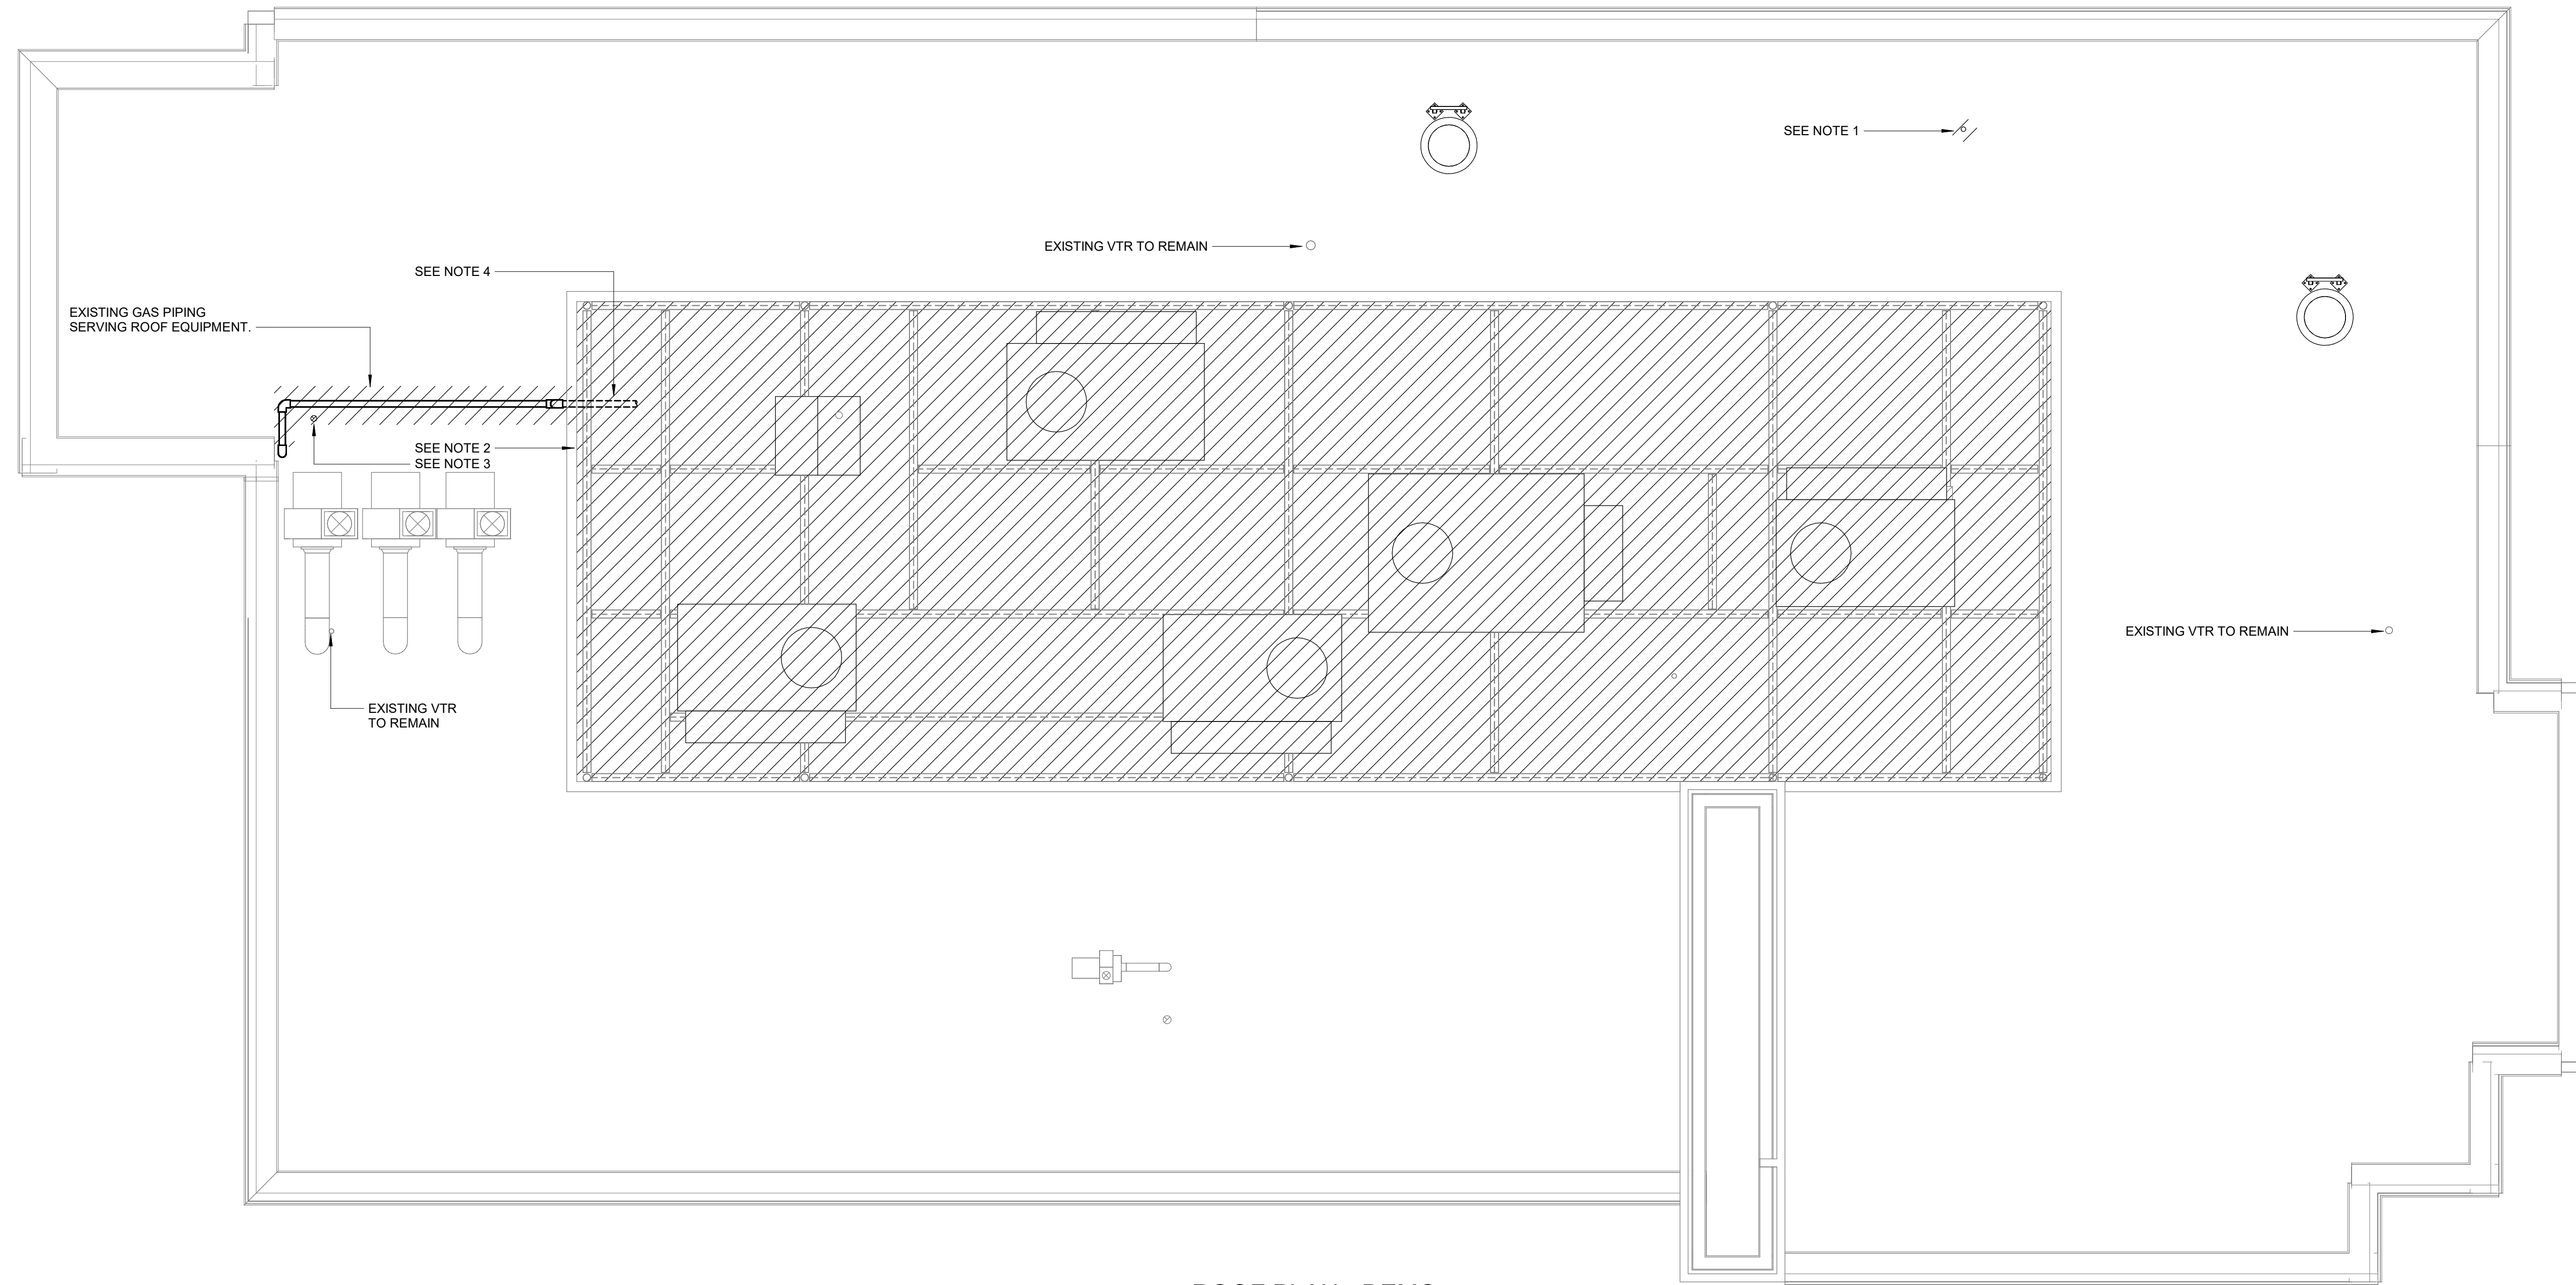 SEE NOTE 1
EXISTING VTR TO REMAIN
SEE NOTE 4
EXISTING GAS PIPING
SERVING ROOF EQUIPMENT.
SEE NOTE 2
SEE NOTE 3
EXISTING VTR TO REMAIN
EXISTING VTR
TO REMAIN